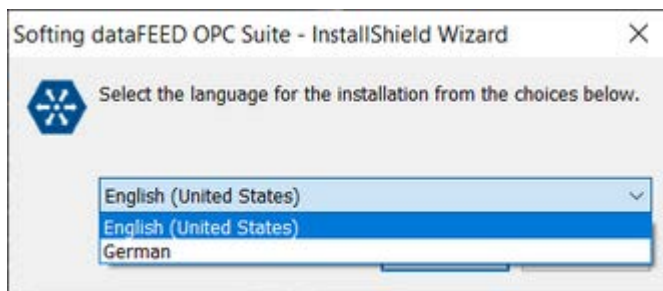 Softing dataFEED OPC Suite - InstallShield Wizard
Select the language for the installation from the choices below.
English (United States)
English (United States)
German